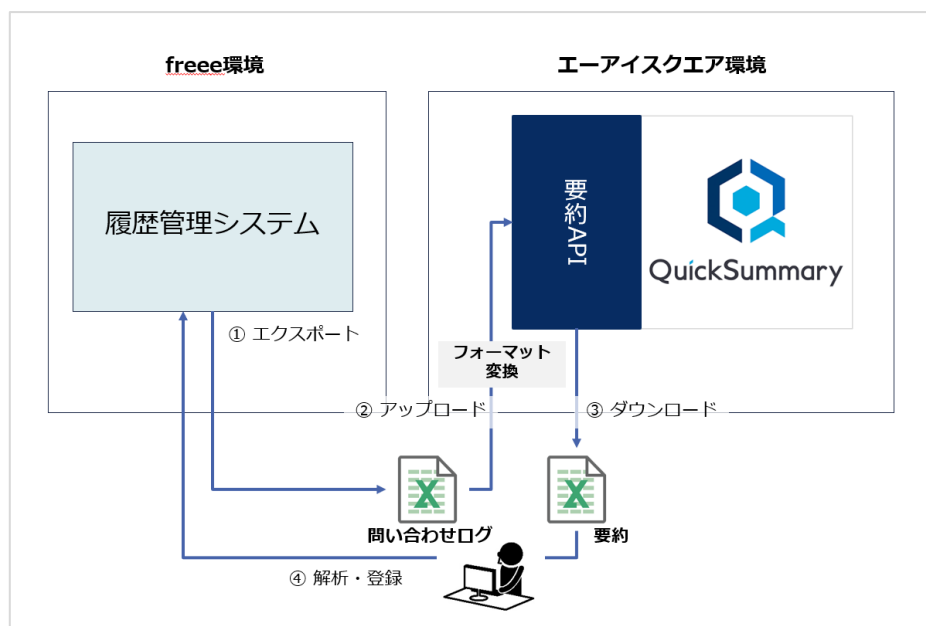 freee環境
エーアイスクエア環境
履歴管理システム
要約API
QuickSummary
① エクスポート
フォーマット
変換
② アップロード
③ ダウンロード
問い合わせログ
要約
④ 解析・登録